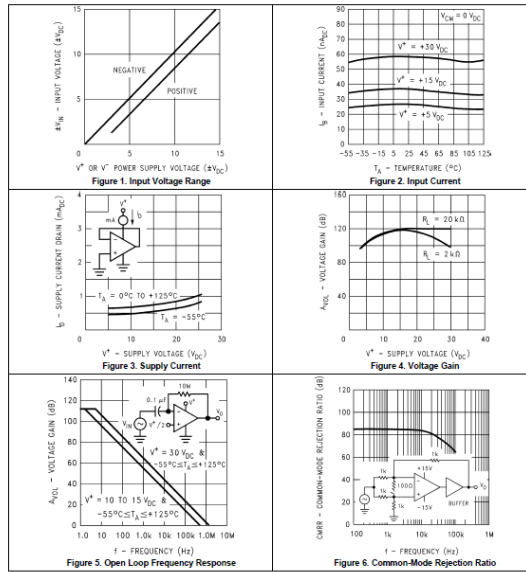 ±V_IN – INPUT VOLTAGE (±V_DC)
15
10
5
0
NEGATIVE
POSITIVE
0 5 10 15
V⁺ OR V⁻ POWER SUPPLY VOLTAGE (±V_DC)
Figure 1. Input Voltage Range
I_B – INPUT CURRENT (nA_DC)
90
80
70
60
50
40
30
20
10
0
V_CM = 0 V_DC
V⁺ = +30 V_DC
V⁺ = +15 V_DC
V⁺ = +5 V_DC
-55 -35 -15 5 25 45 65 85 105 125
T_A – TEMPERATURE (°C)
Figure 2. Input Current
I_D – SUPPLY CURRENT DRAIN (mA_DC)
4
3
2
1
V⁺
mA
I_D
–
+
T_A = 0°C TO +125°C
T_A = -55°C
0 10 20 30
V⁺ – SUPPLY VOLTAGE (V_DC)
Figure 3. Supply Current
A_VOL – VOLTAGE GAIN (dB)
160
120
80
40
R_L = 20 kΩ
R_L = 2 kΩ
0 10 20 30 40
V⁺ – SUPPLY VOLTAGE (V_DC)
Figure 4. Voltage Gain
A_VOL – VOLTAGE GAIN (dB)
140
120
100
80
60
40
20
0
10M
0.1 µF
V⁺
V_IN
V⁺/2
–
+
V_O
V⁺ = 30 V_DC &
-55°C≤T_A≤+125°C
V⁺ = 10 TO 15 V_DC &
-55°C≤T_A≤+125°C
1.0 10 100 1.0k 10k 100k 1.0M 10M
f – FREQUENCY (Hz)
Figure 5. Open Loop Frequency Response
CMRR – COMMON-MODE REJECTION RATIO (dB)
120
100
80
60
40
20
0
1k
+15V
1k
100Ω
1k
1k
–
+
-15V
BUFFER
V_O
100 1k 10k 100k 1M
f – FREQUENCY (Hz)
Figure 6. Common-Mode Rejection Ratio